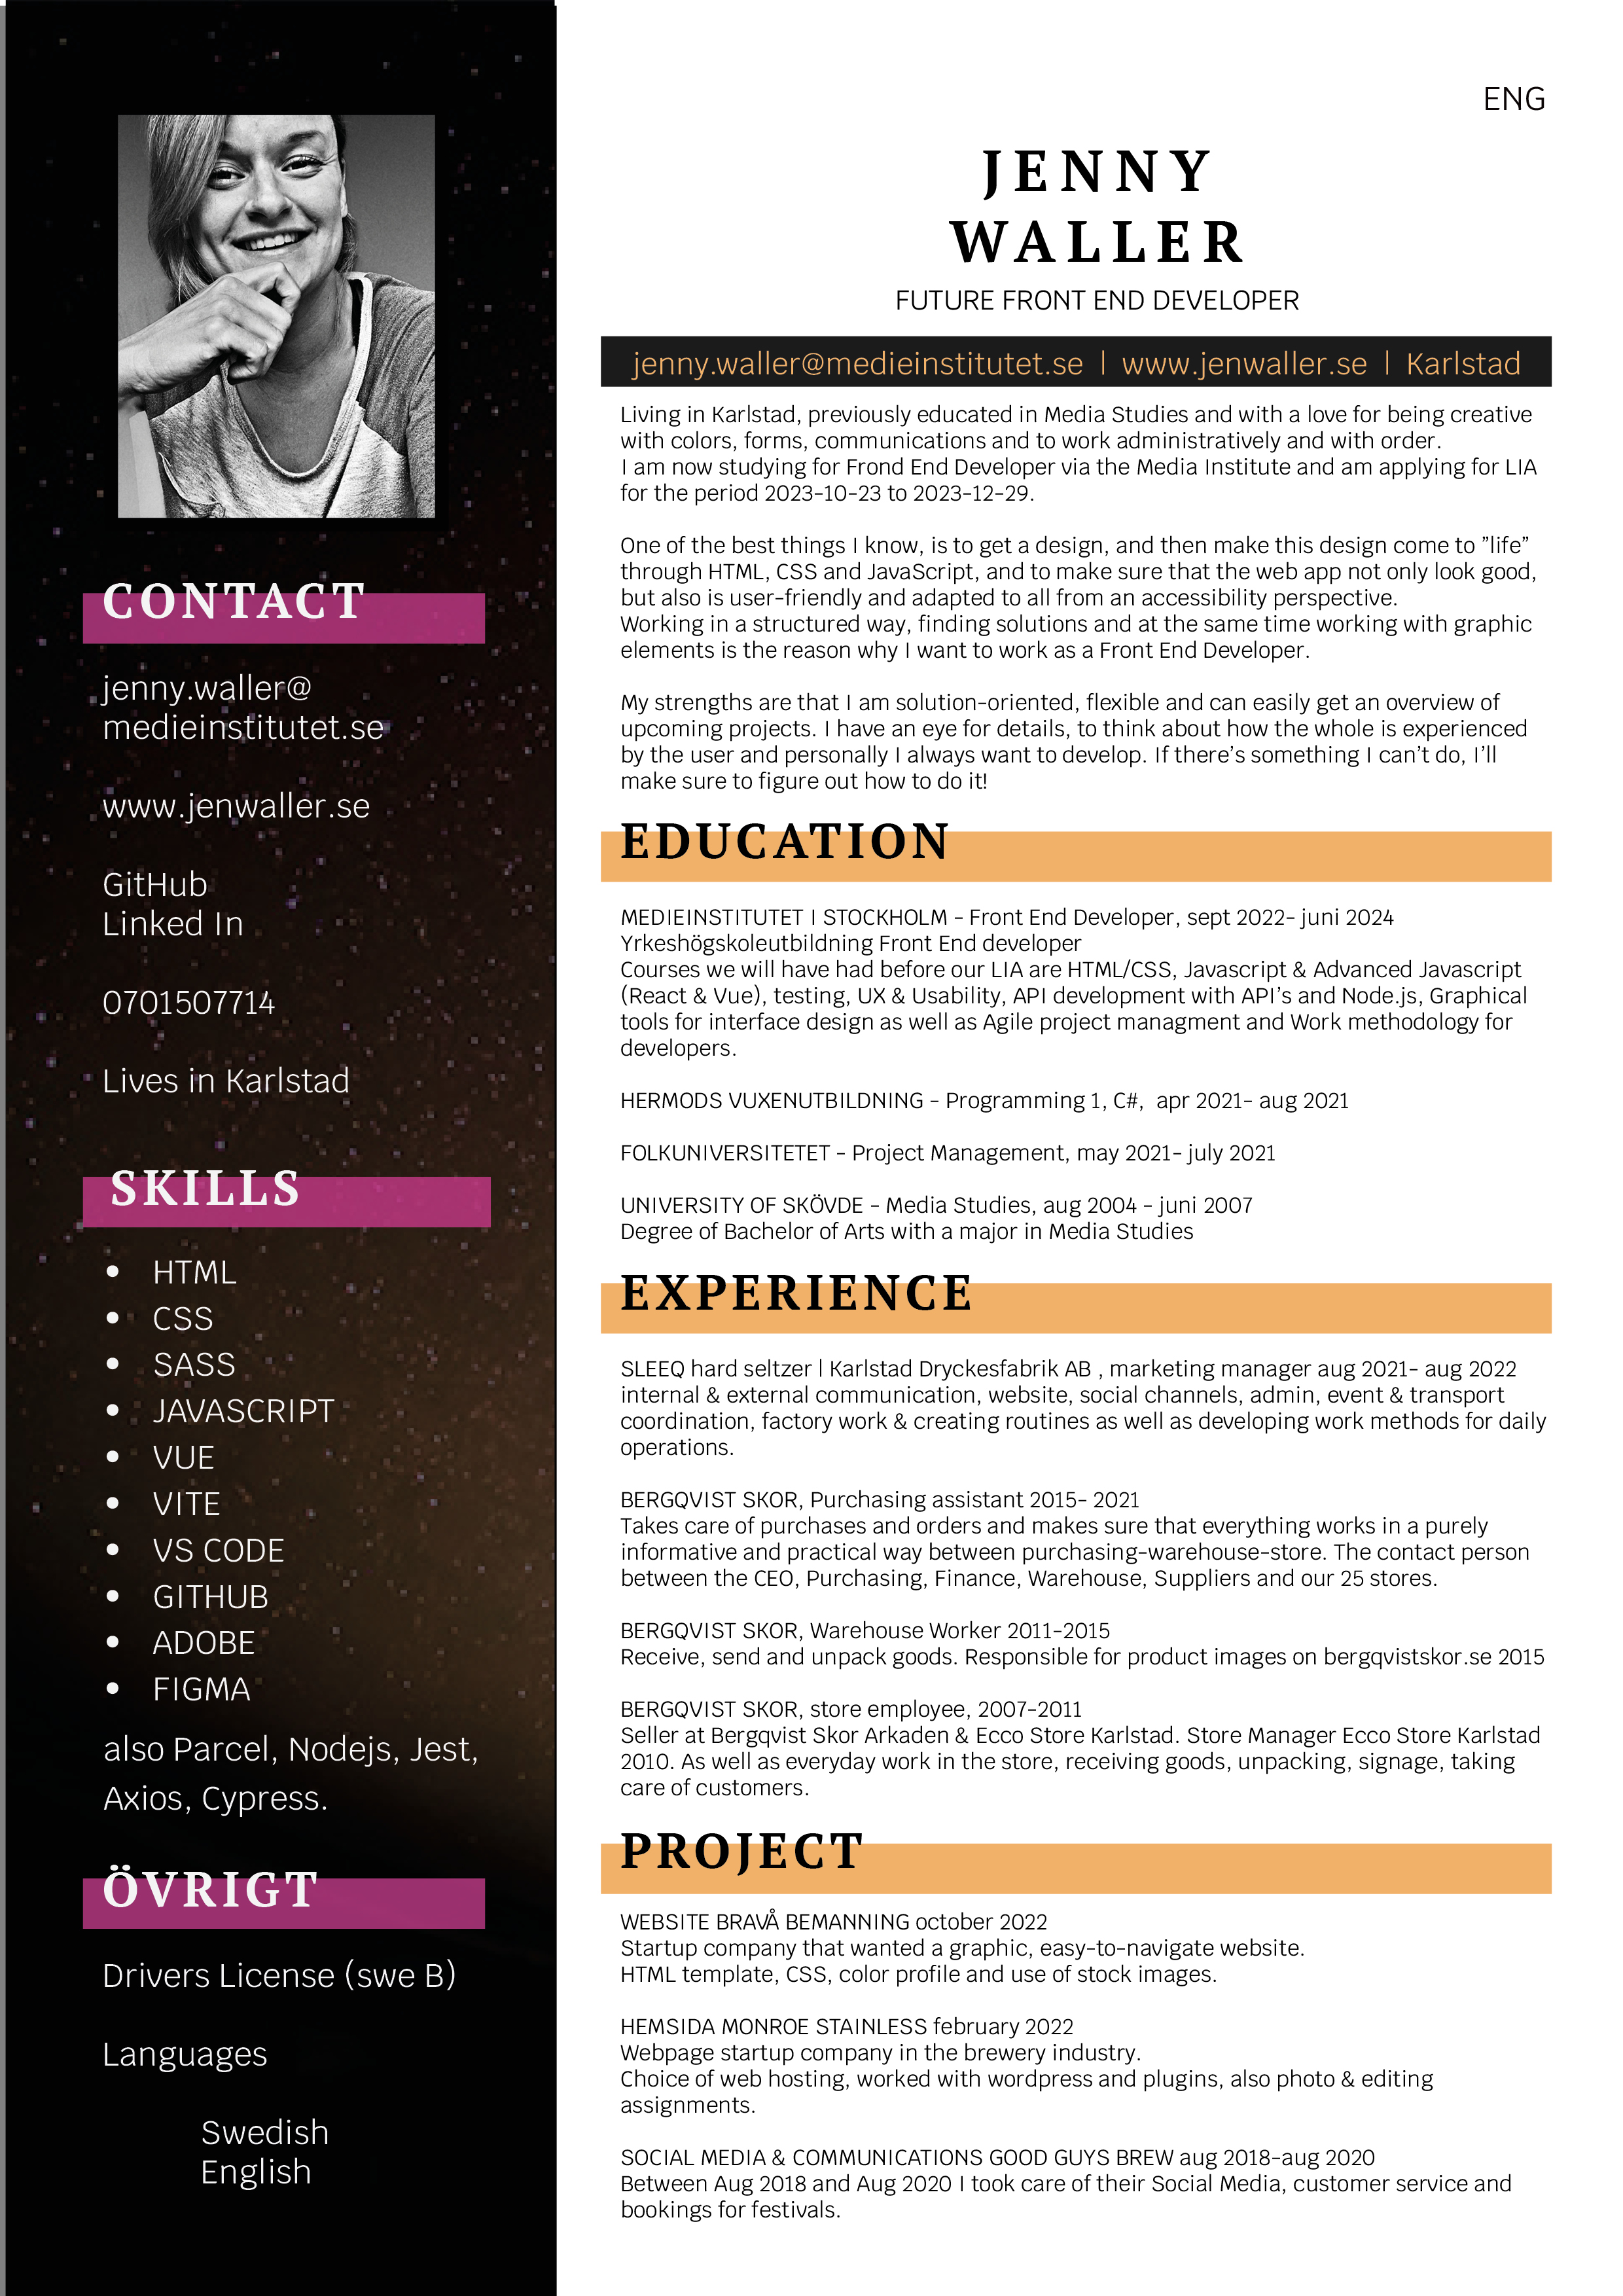 CONTACT
jenny.waller@
medieinstitutet.se
www.jenwaller.se
GitHub
Linked In
0701507714
Lives in Karlstad
SKILLS
• HTML
• CSS
• SASS
• JAVASCRIPT
• VUE
• VITE
• VS CODE
• GITHUB
• ADOBE
• FIGMA
also Parcel, Nodejs, Jest,
Axios, Cypress.
ÖVRIGT
Drivers License (swe B)
Languages
Swedish
English
ENG
JENNY
WALLER
FUTURE FRONT END DEVELOPER
jenny.waller@medieinstitutet.se | www.jenwaller.se | Karlstad
Living in Karlstad, previously educated in Media Studies and with a love for being creative
with colors, forms, communications and to work administratively and with order.
I am now studying for Frond End Developer via the Media Institute and am applying for LIA
for the period 2023-10-23 to 2023-12-29.
One of the best things I know, is to get a design, and then make this design come to ”life”
through HTML, CSS and JavaScript, and to make sure that the web app not only look good,
but also is user-friendly and adapted to all from an accessibility perspective.
Working in a structured way, finding solutions and at the same time working with graphic
elements is the reason why I want to work as a Front End Developer.
My strengths are that I am solution-oriented, flexible and can easily get an overview of
upcoming projects. I have an eye for details, to think about how the whole is experienced
by the user and personally I always want to develop. If there’s something I can’t do, I’ll
make sure to figure out how to do it!
EDUCATION
MEDIEINSTITUTET I STOCKHOLM - Front End Developer, sept 2022- juni 2024
Yrkeshögskoleutbildning Front End developer
Courses we will have had before our LIA are HTML/CSS, Javascript & Advanced Javascript
(React & Vue), testing, UX & Usability, API development with API’s and Node.js, Graphical
tools for interface design as well as Agile project managment and Work methodology for
developers.
HERMODS VUXENUTBILDNING - Programming 1, C#, apr 2021- aug 2021
FOLKUNIVERSITETET - Project Management, may 2021- july 2021
UNIVERSITY OF SKÖVDE - Media Studies, aug 2004 - juni 2007
Degree of Bachelor of Arts with a major in Media Studies
EXPERIENCE
SLEEQ hard seltzer | Karlstad Dryckesfabrik AB , marketing manager aug 2021- aug 2022
internal & external communication, website, social channels, admin, event & transport
coordination, factory work & creating routines as well as developing work methods for daily
operations.
BERGQVIST SKOR, Purchasing assistant 2015- 2021
Takes care of purchases and orders and makes sure that everything works in a purely
informative and practical way between purchasing-warehouse-store. The contact person
between the CEO, Purchasing, Finance, Warehouse, Suppliers and our 25 stores.
BERGQVIST SKOR, Warehouse Worker 2011-2015
Receive, send and unpack goods. Responsible for product images on bergqvistskor.se 2015
BERGQVIST SKOR, store employee, 2007-2011
Seller at Bergqvist Skor Arkaden & Ecco Store Karlstad. Store Manager Ecco Store Karlstad
2010. As well as everyday work in the store, receiving goods, unpacking, signage, taking
care of customers.
PROJECT
WEBSITE BRAVÅ BEMANNING october 2022
Startup company that wanted a graphic, easy-to-navigate website.
HTML template, CSS, color profile and use of stock images.
HEMSIDA MONROE STAINLESS february 2022
Webpage startup company in the brewery industry.
Choice of web hosting, worked with wordpress and plugins, also photo & editing
assignments.
SOCIAL MEDIA & COMMUNICATIONS GOOD GUYS BREW aug 2018-aug 2020
Between Aug 2018 and Aug 2020 I took care of their Social Media, customer service and
bookings for festivals.